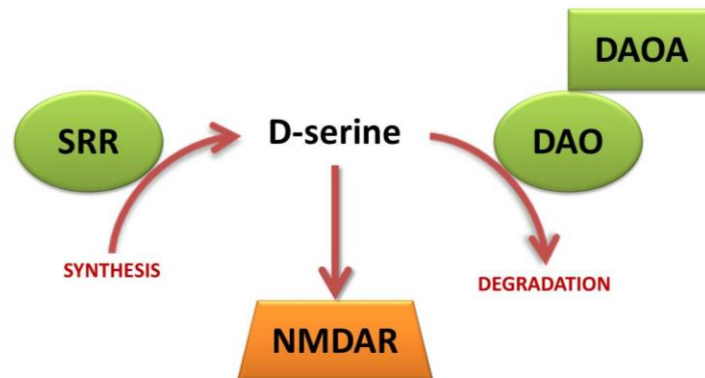 DAOA
SRR
D-serine
DAO
SYNTHESIS
DEGRADATION
NMDAR